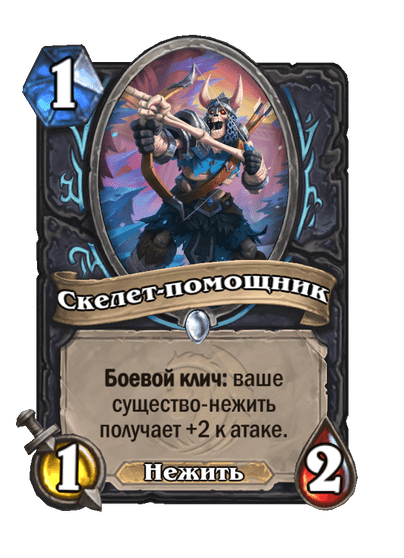 1
Скелет-помощник
Боевой клич: ваше
существо-нежить
получает +2 к атаке.
1
Нежить
2